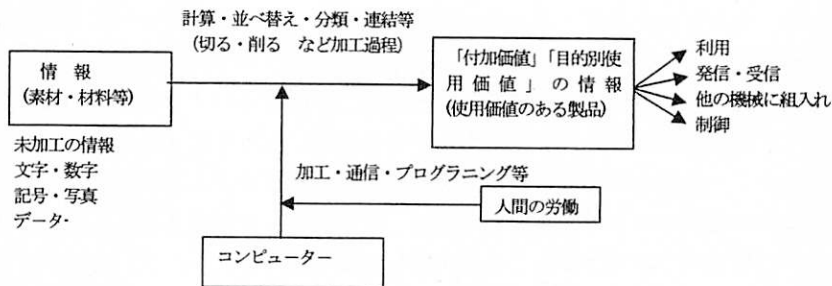 計算・並べ替え・分類・連結等
(切る・削る　など加工過程)
情　報
(素材・材料等)
「付加価値」「目的別使
用価値」の情報
(使用価値のある製品)
利用
発信・受信
他の機械に組入れ
制御
未加工の情報
文字・数字
記号・写真
データ・
加工・通信・プログラニング等
人間の労働
コンピューター